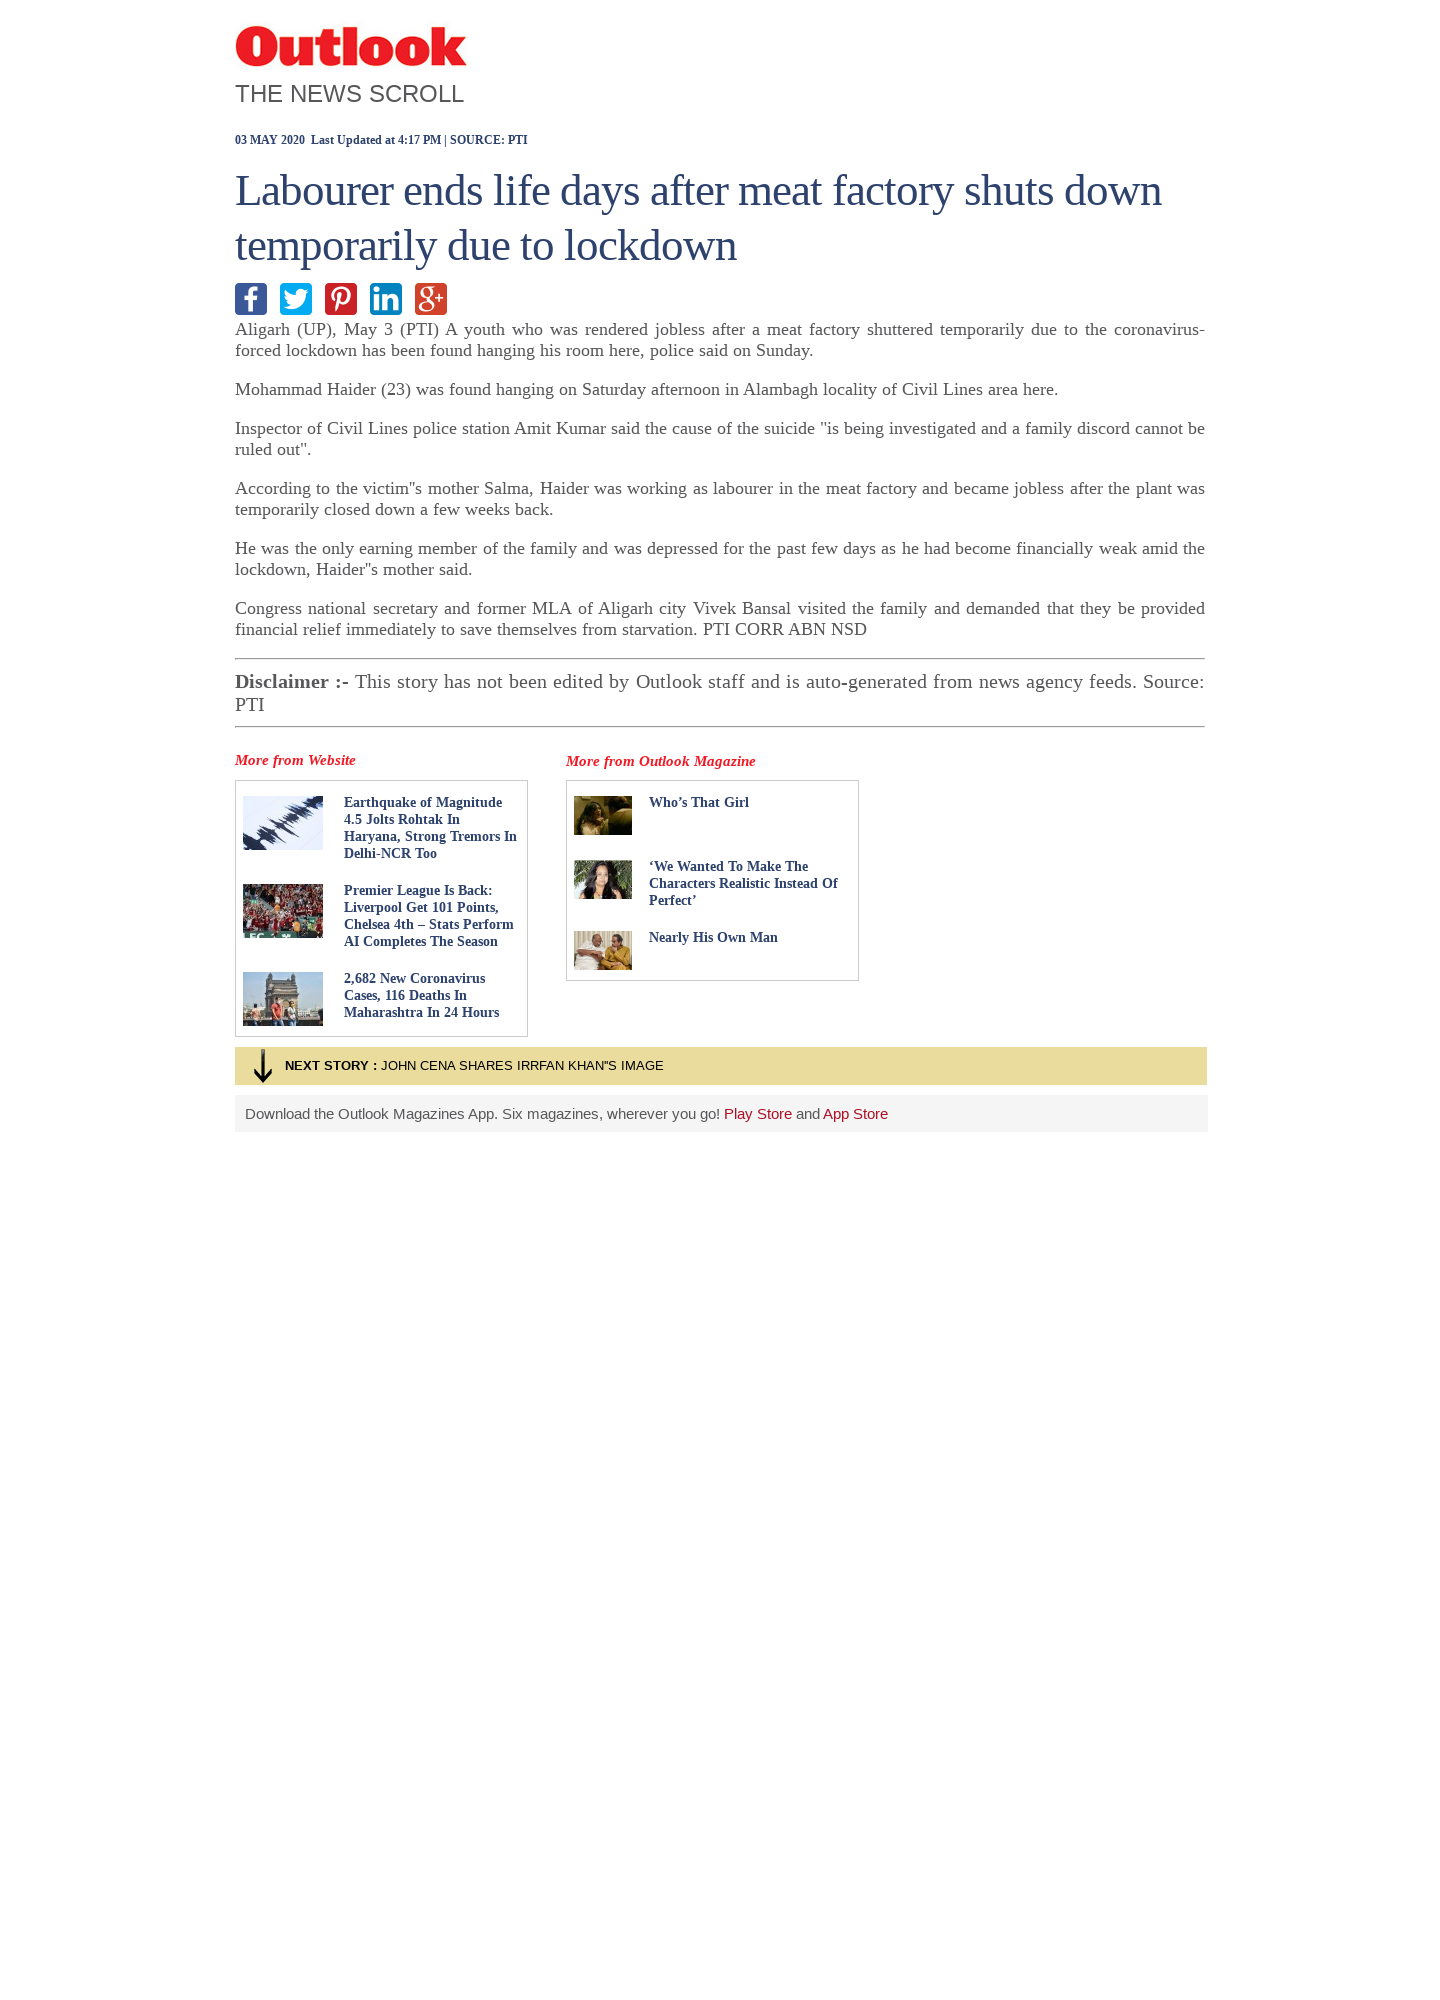 Outlook
THE NEWS SCROLL
03 MAY 2020  Last Updated at 4:17 PM | SOURCE: PTI
Labourer ends life days after meat factory shuts down
temporarily due to lockdown
Aligarh (UP), May 3 (PTI) A youth who was rendered jobless after a meat factory shuttered temporarily due to the coronavirus-
forced lockdown has been found hanging his room here, police said on Sunday.
Mohammad Haider (23) was found hanging on Saturday afternoon in Alambagh locality of Civil Lines area here.
Inspector of Civil Lines police station Amit Kumar said the cause of the suicide "is being investigated and a family discord cannot be
ruled out".
According to the victim"s mother Salma, Haider was working as labourer in the meat factory and became jobless after the plant was
temporarily closed down a few weeks back.
He was the only earning member of the family and was depressed for the past few days as he had become financially weak amid the
lockdown, Haider"s mother said.
Congress national secretary and former MLA of Aligarh city Vivek Bansal visited the family and demanded that they be provided
financial relief immediately to save themselves from starvation. PTI CORR ABN NSD
Disclaimer :- This story has not been edited by Outlook staff and is auto-generated from news agency feeds. Source:
PTI
More from Website
Earthquake of Magnitude
4.5 Jolts Rohtak In
Haryana, Strong Tremors In
Delhi-NCR Too
Premier League Is Back:
Liverpool Get 101 Points,
Chelsea 4th – Stats Perform
AI Completes The Season
2,682 New Coronavirus
Cases, 116 Deaths In
Maharashtra In 24 Hours
More from Outlook Magazine
Who’s That Girl
‘We Wanted To Make The
Characters Realistic Instead Of
Perfect’
Nearly His Own Man
NEXT STORY : JOHN CENA SHARES IRRFAN KHAN"S IMAGE
Download the Outlook Magazines App. Six magazines, wherever you go! Play Store and App Store